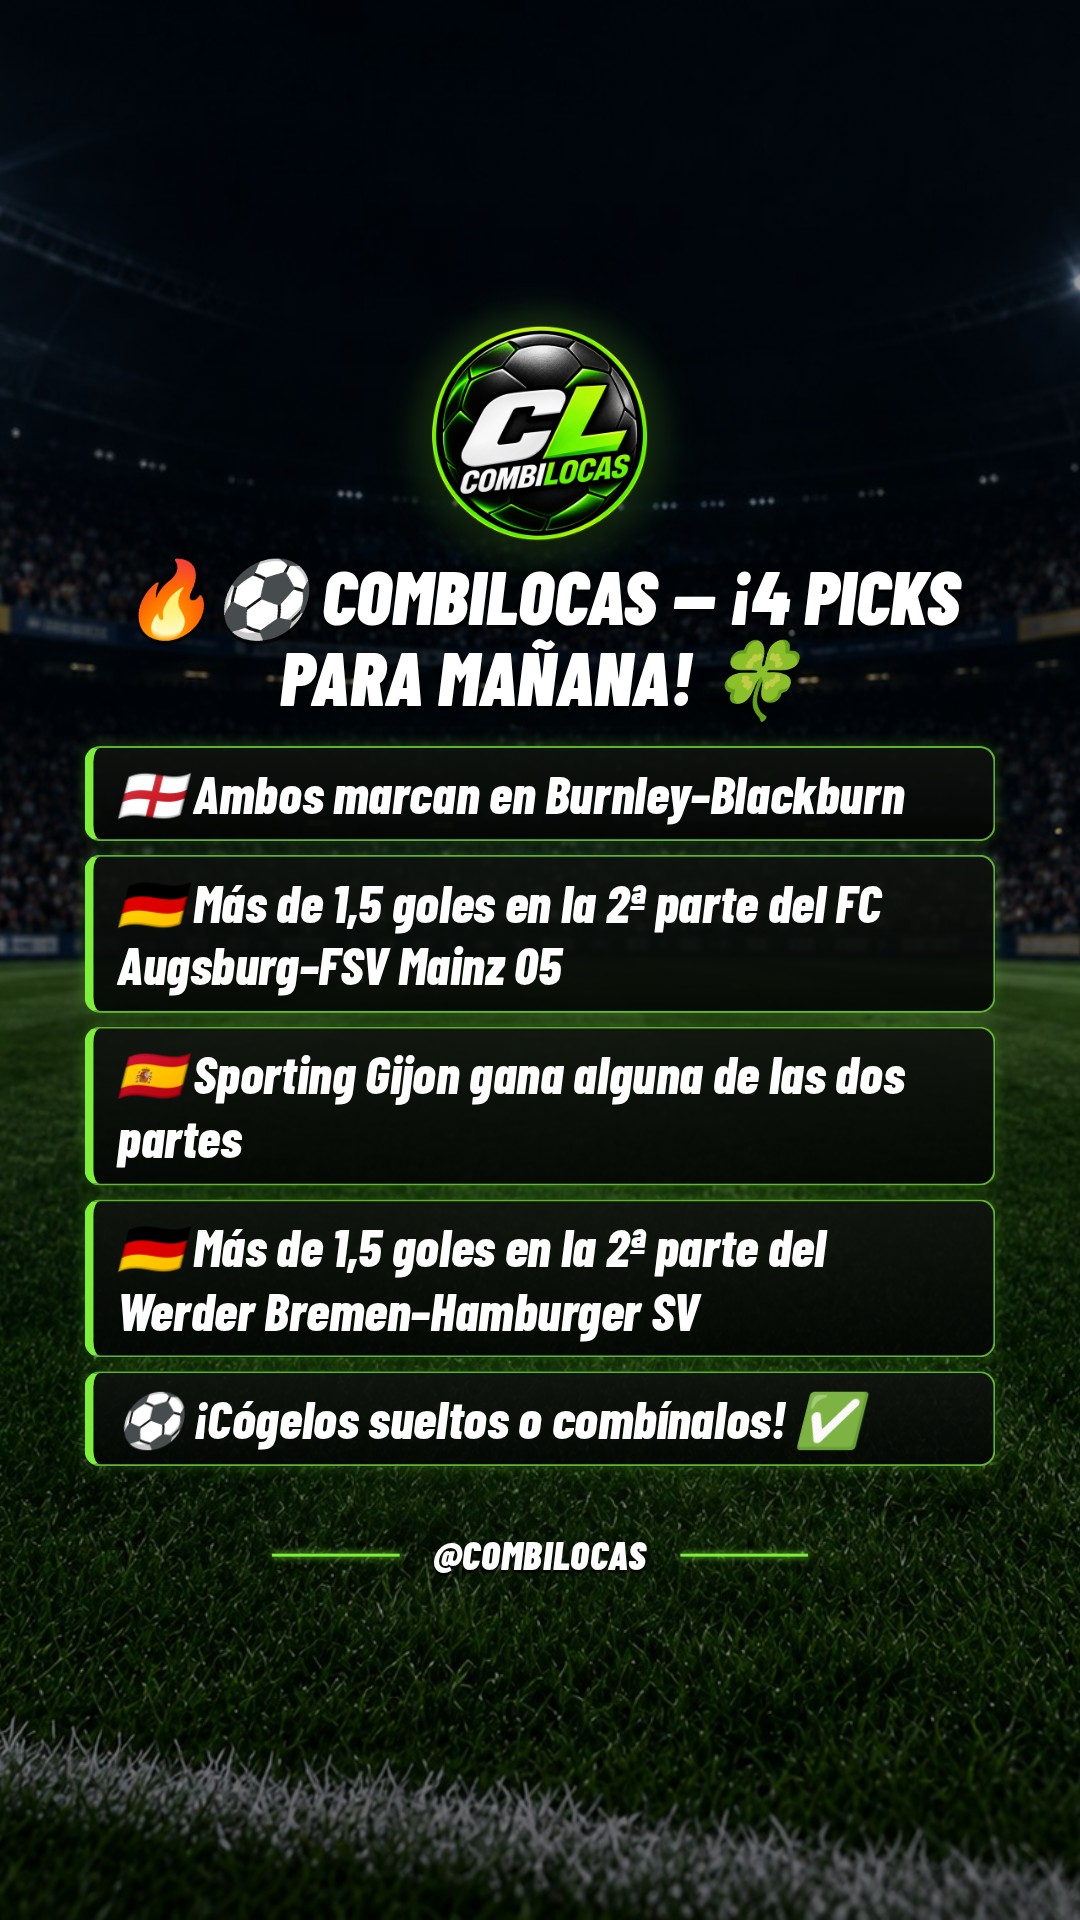 CL
COMBILOCAS
🔥⚽ COMBILOCAS – ¡4 PICKS
PARA MAÑANA! 🍀
🏴󠁧󠁢󠁥󠁮󠁧󠁿 Ambos marcan en Burnley–Blackburn
🇩🇪 Más de 1,5 goles en la 2ª parte del FC
Augsburg–FSV Mainz 05
🇪🇸 Sporting Gijon gana alguna de las dos
partes
🇩🇪 Más de 1,5 goles en la 2ª parte del
Werder Bremen–Hamburger SV
⚽ ¡Cógelos sueltos o combínalos! ✅
@COMBILOCAS